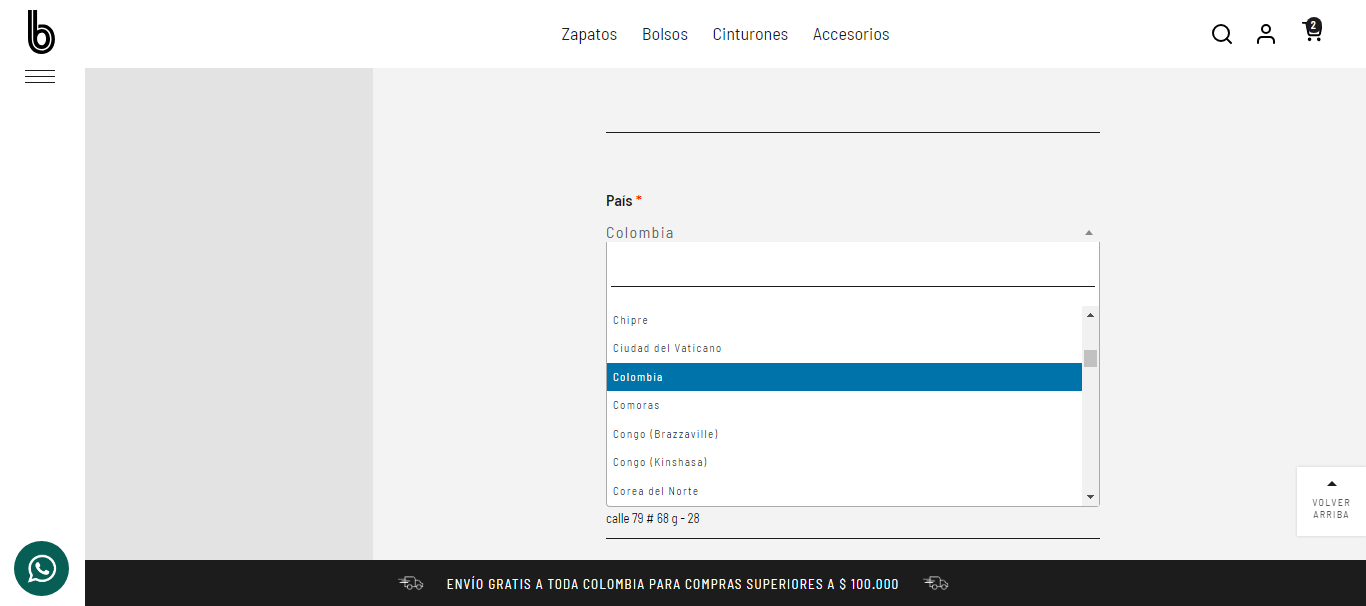 b
Zapatos Bolsos Cinturones Accesorios
2
País *
Colombia
Chipre
Ciudad del Vaticano
Colombia
Comoras
Congo (Brazzaville)
Congo (Kinshasa)
Corea del Norte
calle 79 # 68 g - 28
VOLVER
ARRIBA
ENVÍO GRATIS A TODA COLOMBIA PARA COMPRAS SUPERIORES A $ 100.000